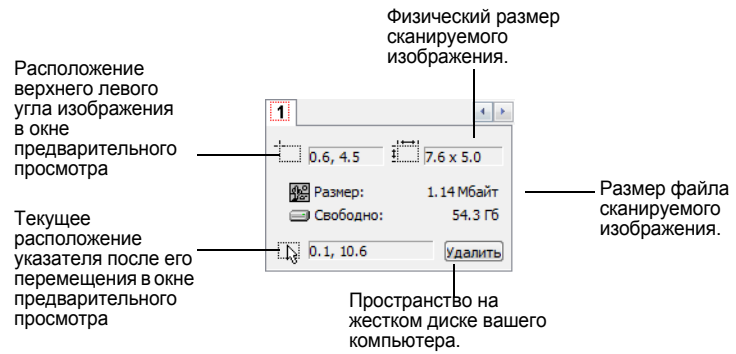 Физический размер
сканируемого
изображения.
Расположение
верхнего левого
угла изображения
в окне
предварительного
просмотра
1
0.6, 4.5
7.6 x 5.0
Размер:
1.14 Мбайт
Свободно:
54.3 Гб
Размер файла
сканируемого
изображения.
Текущее
расположение
указателя после его
перемещения в окне
предварительного
просмотра
0.1, 10.6
Удалить
Пространство на
жестком диске вашего
компьютера.